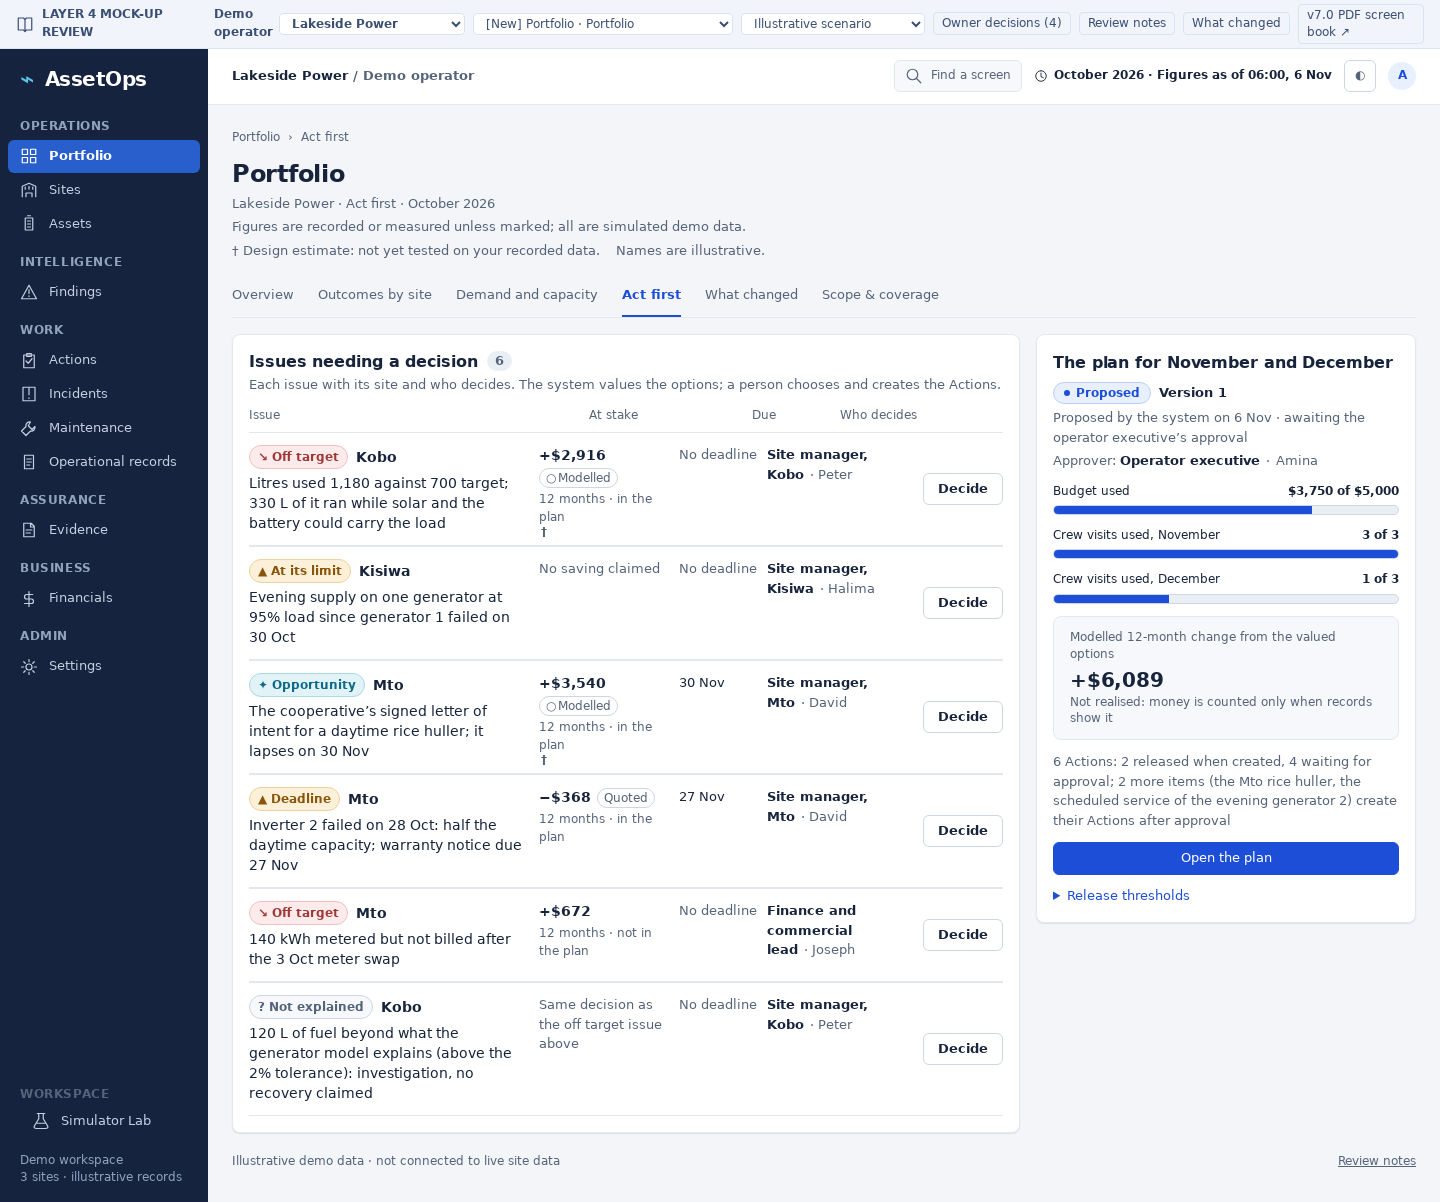 LAYER 4 MOCK-UP
REVIEW
Demo
operator
Lakeside Power
[New] Portfolio · Portfolio
Illustrative scenario
Owner decisions (4)
Review notes
What changed
v7.0 PDF screen
book ↗
AssetOps
OPERATIONS
Portfolio
Sites
Assets
INTELLIGENCE
Findings
WORK
Actions
Incidents
Maintenance
Operational records
ASSURANCE
Evidence
BUSINESS
Financials
ADMIN
Settings
WORKSPACE
Simulator Lab
Demo workspace
3 sites · illustrative records
Lakeside Power / Demo operator
Find a screen
October 2026 · Figures as of 06:00, 6 Nov
A
Portfolio › Act first
Portfolio
Lakeside Power · Act first · October 2026
Figures are recorded or measured unless marked; all are simulated demo data.
† Design estimate: not yet tested on your recorded data. Names are illustrative.
Overview
Outcomes by site
Demand and capacity
Act first
What changed
Scope & coverage
Issues needing a decision 6
Each issue with its site and who decides. The system values the options; a person chooses and creates the Actions.
Issue
At stake
Due
Who decides
↘ Off target Kobo
Litres used 1,180 against 700 target;
330 L of it ran while solar and the
battery could carry the load
+$2,916
○ Modelled
12 months · in the
plan
†
No deadline
Site manager,
Kobo · Peter
Decide
▲ At its limit Kisiwa
Evening supply on one generator at
95% load since generator 1 failed on
30 Oct
No saving claimed
No deadline
Site manager,
Kisiwa · Halima
Decide
✦ Opportunity Mto
The cooperative’s signed letter of
intent for a daytime rice huller; it
lapses on 30 Nov
+$3,540
○ Modelled
12 months · in the
plan
†
30 Nov
Site manager,
Mto · David
Decide
▲ Deadline Mto
Inverter 2 failed on 28 Oct: half the
daytime capacity; warranty notice due
27 Nov
−$368 Quoted
12 months · in the
plan
27 Nov
Site manager,
Mto · David
Decide
↘ Off target Mto
140 kWh metered but not billed after
the 3 Oct meter swap
+$672
12 months · not in
the plan
No deadline
Finance and
commercial
lead · Joseph
Decide
? Not explained Kobo
120 L of fuel beyond what the
generator model explains (above the
2% tolerance): investigation, no
recovery claimed
Same decision as
the off target issue
above
No deadline
Site manager,
Kobo · Peter
Decide
The plan for November and December
● Proposed Version 1
Proposed by the system on 6 Nov · awaiting the
operator executive’s approval
Approver: Operator executive · Amina
Budget used $3,750 of $5,000
Crew visits used, November 3 of 3
Crew visits used, December 1 of 3
Modelled 12-month change from the valued
options
+$6,089
Not realised: money is counted only when records
show it
6 Actions: 2 released when created, 4 waiting for
approval; 2 more items (the Mto rice huller, the
scheduled service of the evening generator 2) create
their Actions after approval
Open the plan
▶ Release thresholds
Illustrative demo data · not connected to live site data
Review notes